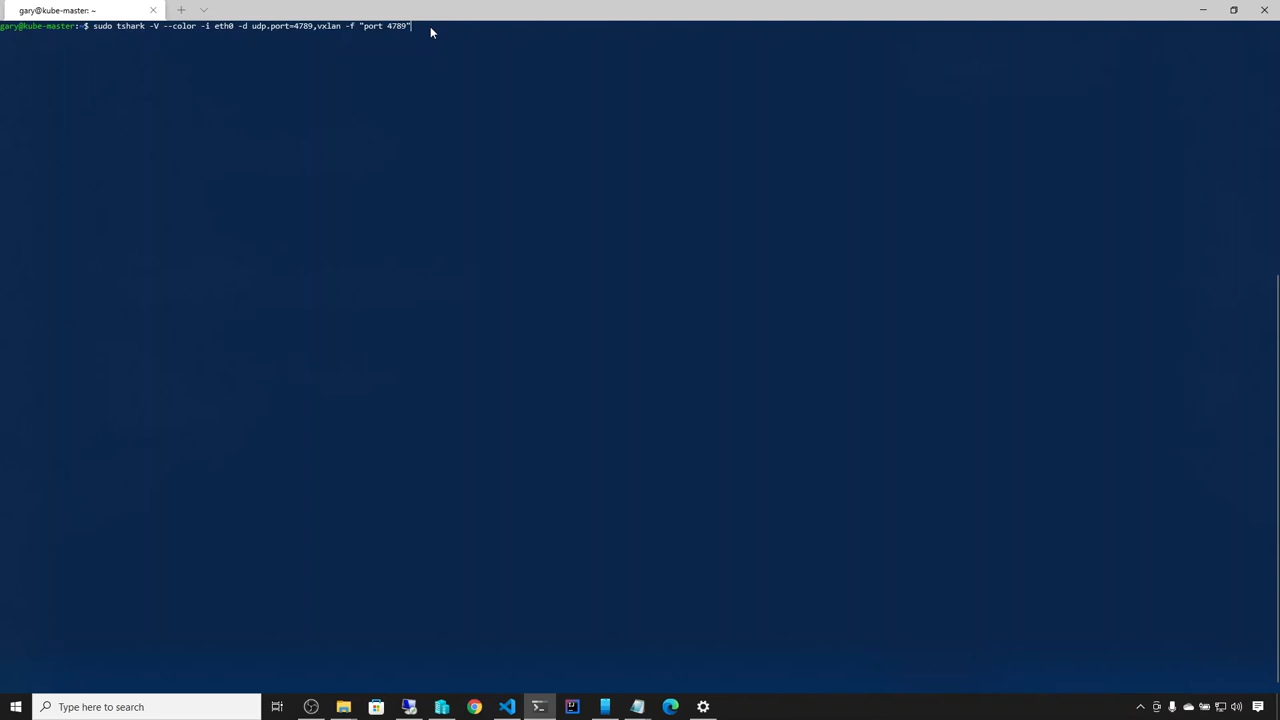 gary@kube-master: ~
gary@kube-master:~$ sudo tshark -V --color -i eth0 -d udp.port=4789,vxlan -f "port 4789"
Type here to search